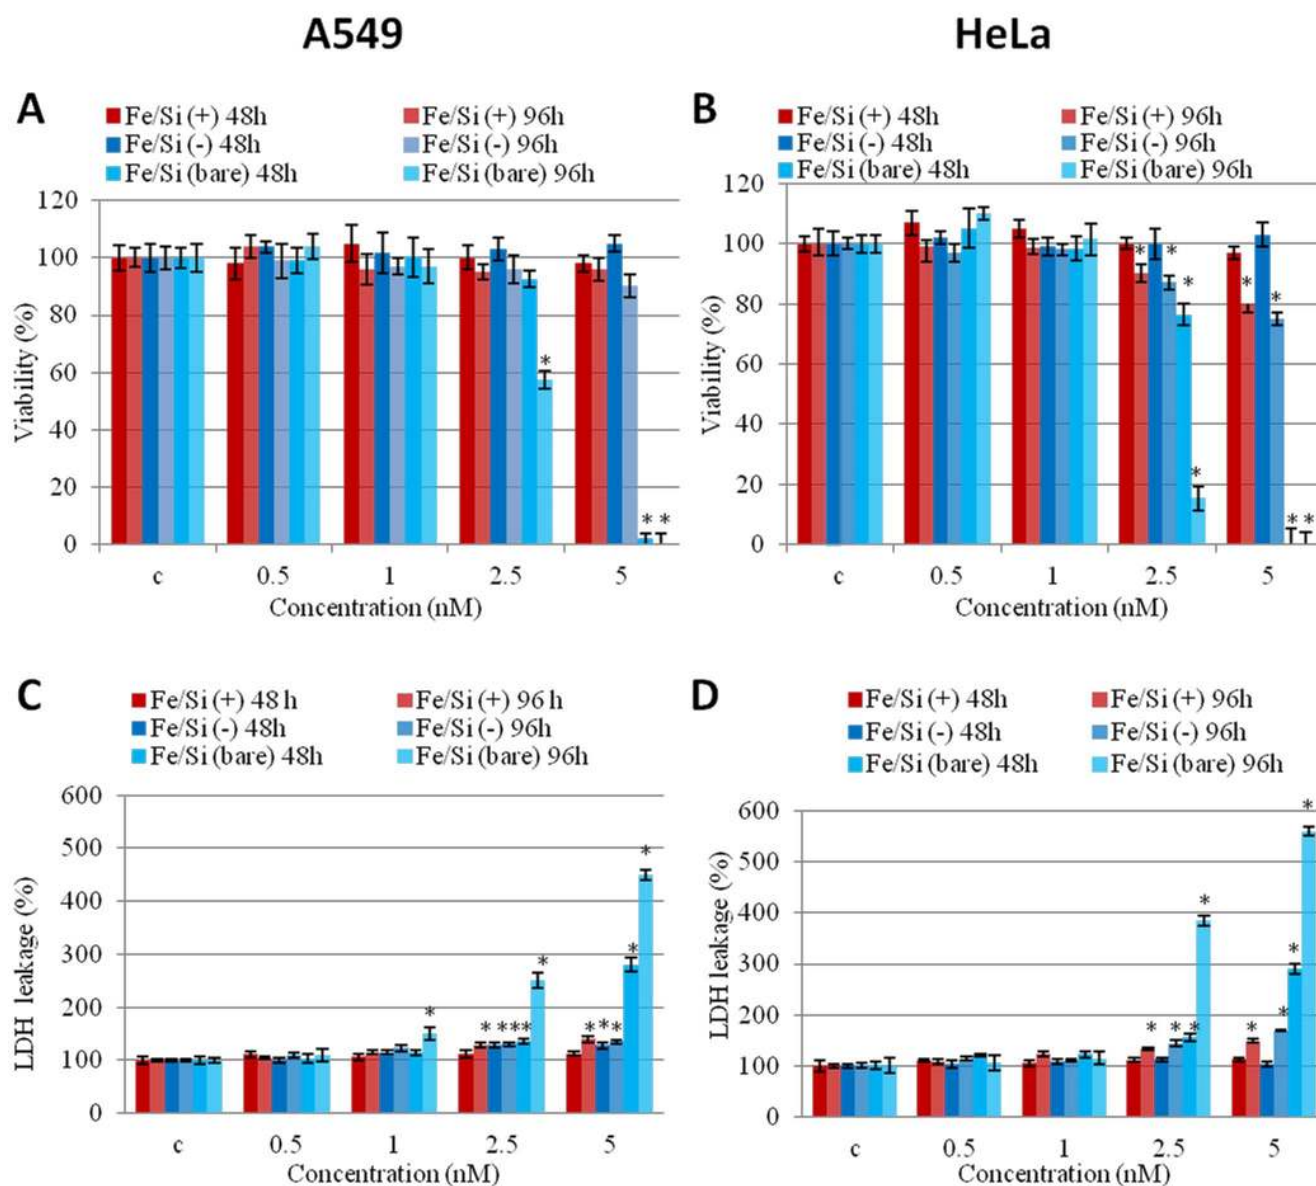 A549
HeLa
A
Fe/Si (+) 48h
Fe/Si (+) 96h
Fe/Si (-) 48h
Fe/Si (-) 96h
Fe/Si (bare) 48h
Fe/Si (bare) 96h
Viability (%)
120
100
80
60
40
20
0
*
* *
c 0.5 1 2.5 5
Concentration (nM)
B
Fe/Si (+) 48h
Fe/Si (+) 96h
Fe/Si (-) 48h
Fe/Si (-) 96h
Fe/Si (bare) 48h
Fe/Si (bare) 96h
Viability (%)
120
100
80
60
40
20
0
* * * *
* * * *
c 0.5 1 2.5 5
Concentration (nM)
C
Fe/Si (+) 48 h
Fe/Si (+) 96 h
Fe/Si (-) 48h
Fe/Si (-) 96h
Fe/Si (bare) 48h
Fe/Si (bare) 96h
LDH leakage (%)
600
500
400
300
200
100
0
*
* * * * *
* * * * *
c 0.5 1 2.5 5
Concentration (nM)
D
Fe/Si (+) 48h
Fe/Si (+) 96h
Fe/Si (-) 48h
Fe/Si (-) 96h
Fe/Si (bare) 48h
Fe/Si (bare) 96h
LDH leakage (%)
600
500
400
300
200
100
0
* * * *
* * * *
c 0.5 1 2.5 5
Concentration (nM)